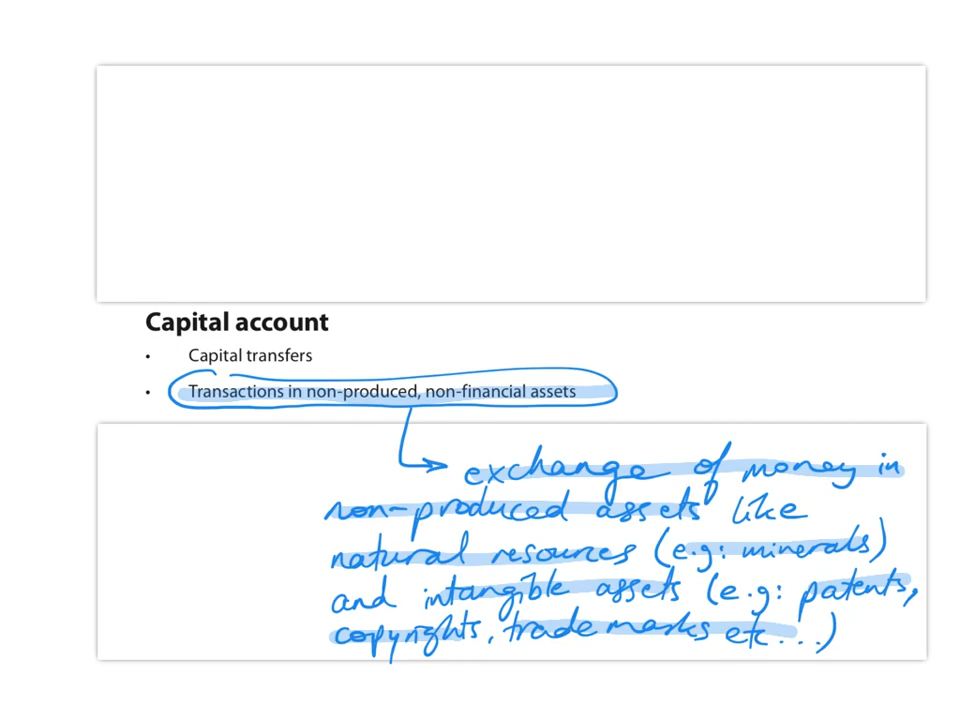 Capital account
• Capital transfers
• Transactions in non-produced, non-financial assets
exchange of money in
non-produced assets like
natural resources (e.g: minerals)
and intangible assets (e.g: patents,
copyrights, trademarks etc...)